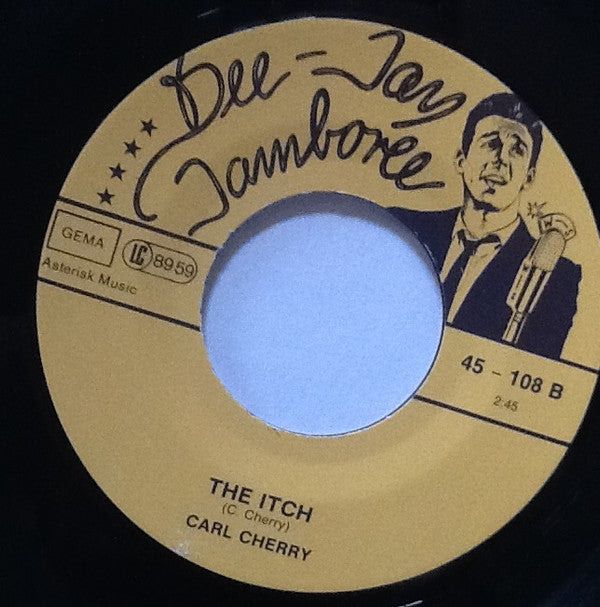 Dee-Jay
Jamboree
GEMA
LC 8959
Asterisk Music
45 - 108 B
2:45
THE ITCH
(C. Cherry)
CARL CHERRY